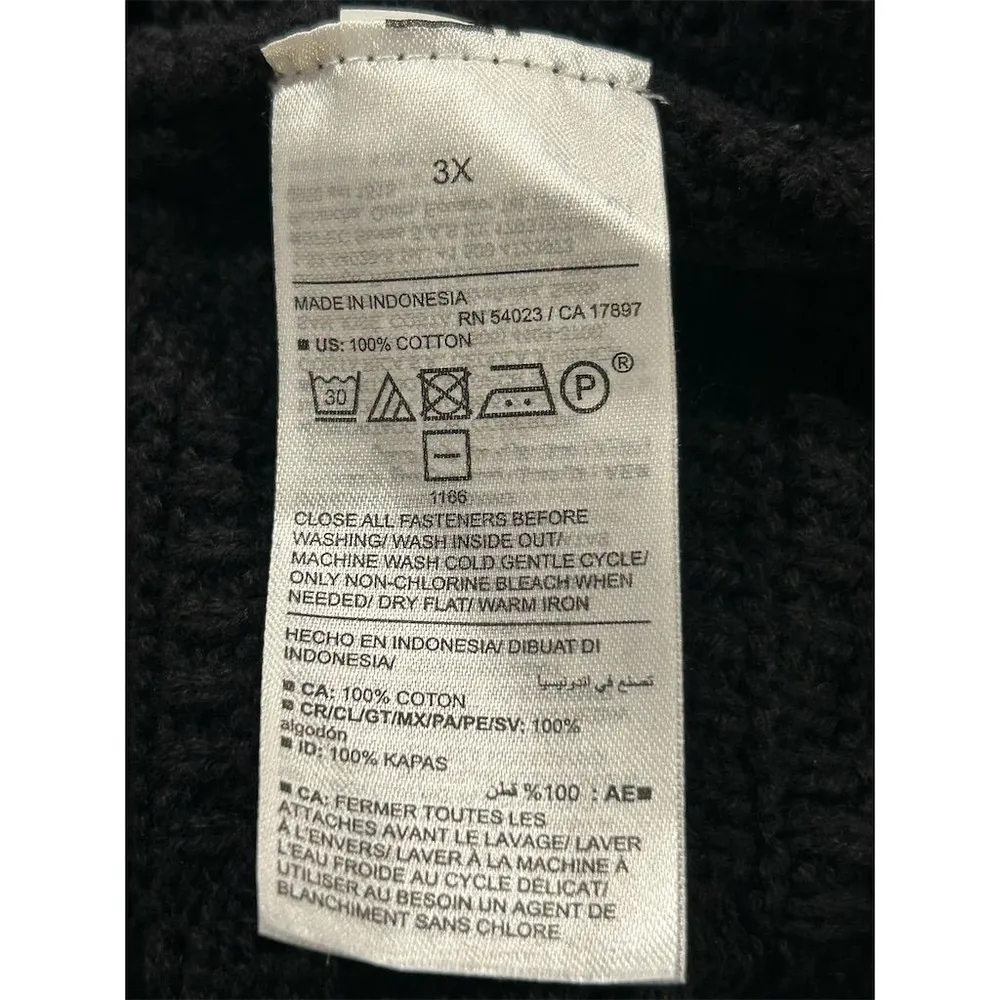 3X
MADE IN INDONESIA
RN 54023 / CA 17897
US: 100% COTTON
30
P®
1166
CLOSE ALL FASTENERS BEFORE
WASHING/ WASH INSIDE OUT/
MACHINE WASH COLD GENTLE CYCLE/
ONLY NON-CHLORINE BLEACH WHEN
NEEDED/ DRY FLAT/ WARM IRON
HECHO EN INDONESIA/ DIBUAT DI
INDONESIA/
تصنع في اندونيسيا
CA: 100% COTON
CR/CL/GT/MX/PA/PE/SV: 100%
algodón
ID: 100% KAPAS
AE: 100% قطن
CA: FERMER TOUTES LES
ATTACHES AVANT LE LAVAGE/ LAVER
À L'ENVERS/ LAVER À LA MACHINE À
L'EAU FROIDE AU CYCLE DÉLICAT/
UTILISER AU BESOIN UN AGENT DE
BLANCHIMENT SANS CHLORE